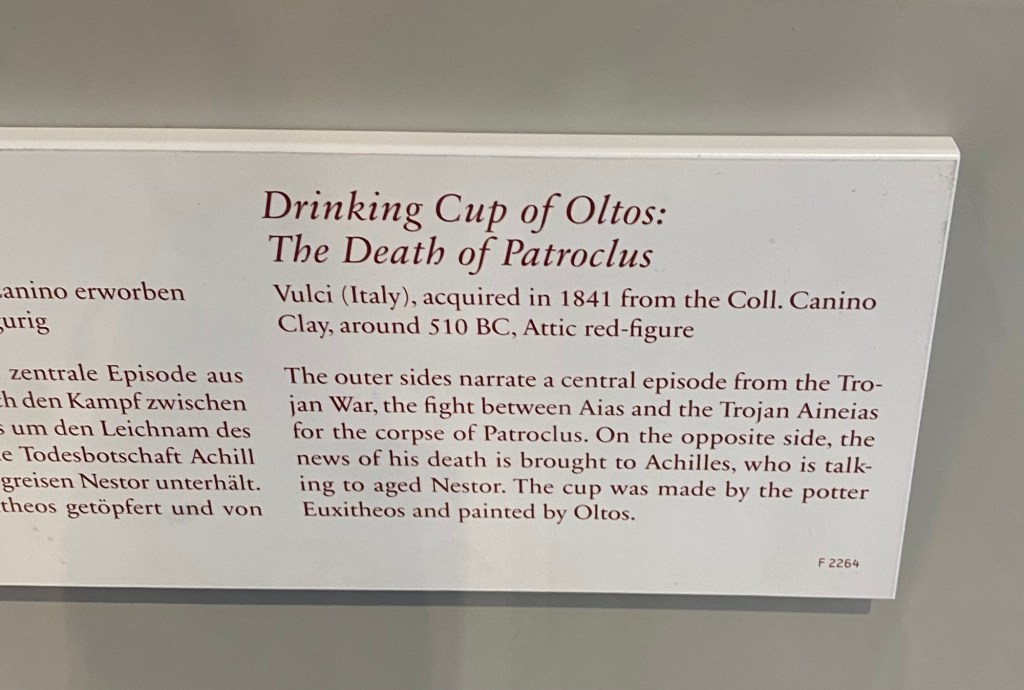 Drinking Cup of Oltos:
The Death of Patroclus
Canino erworben
Vulci (Italy), acquired in 1841 from the Coll. Canino
Clay, around 510 BC, Attic red-figure
zentrale Episode aus
den Kampf zwischen
um den Leichnam des
Todesbotschaft Achill
greisen Nestor unterhält.
theos getöpfert und von
The outer sides narrate a central episode from the Tro-
jan War, the fight between Aias and the Trojan Aineias
for the corpse of Patroclus. On the opposite side, the
news of his death is brought to Achilles, who is talk-
ing to aged Nestor. The cup was made by the potter
Euxitheos and painted by Oltos.
F 2264